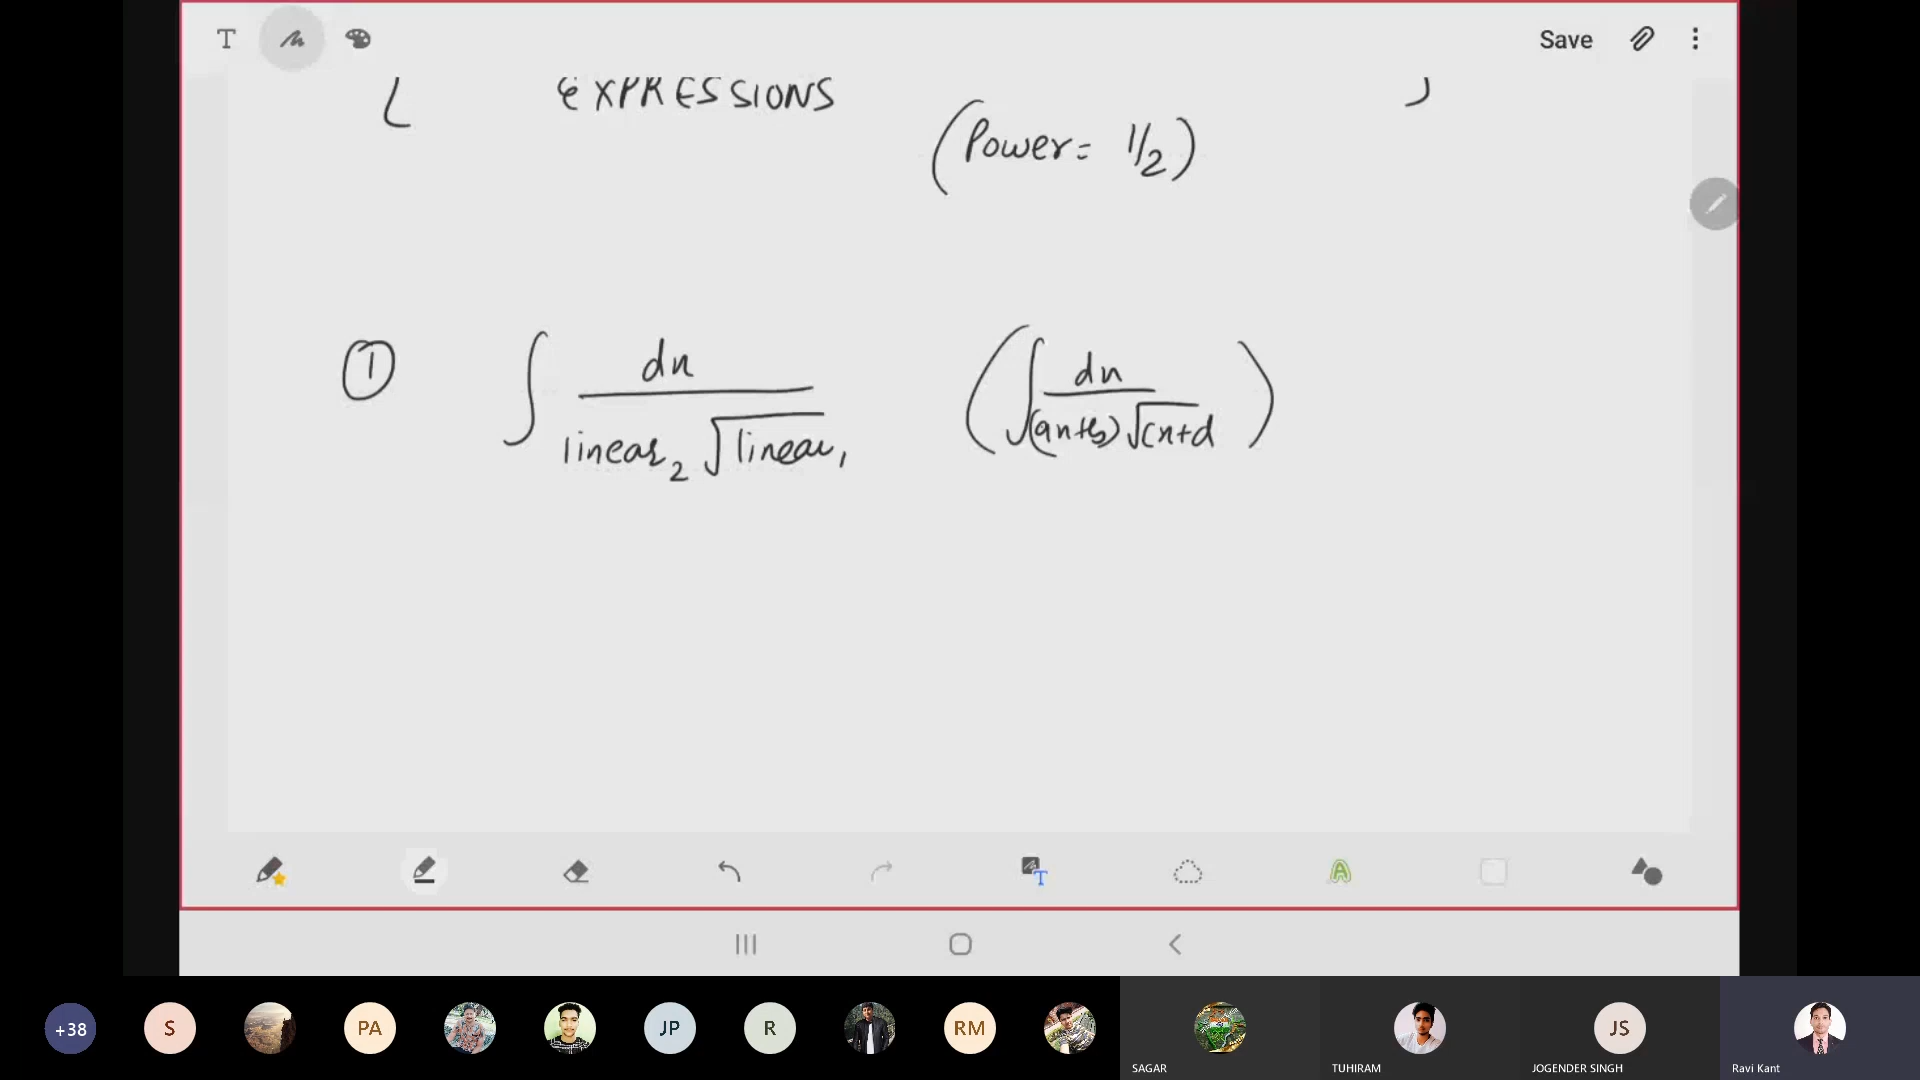 T
Save
EXPRESSIONS
(Power = 1/2)
① ∫ dx / linear₂ √linear₁ (∫ dx / (ax+b) √cx+d)
T
A
+38
S
PA
JP
R
RM
JS
SAGAR
TUHIRAM
JOGENDER SINGH
Ravi Kant